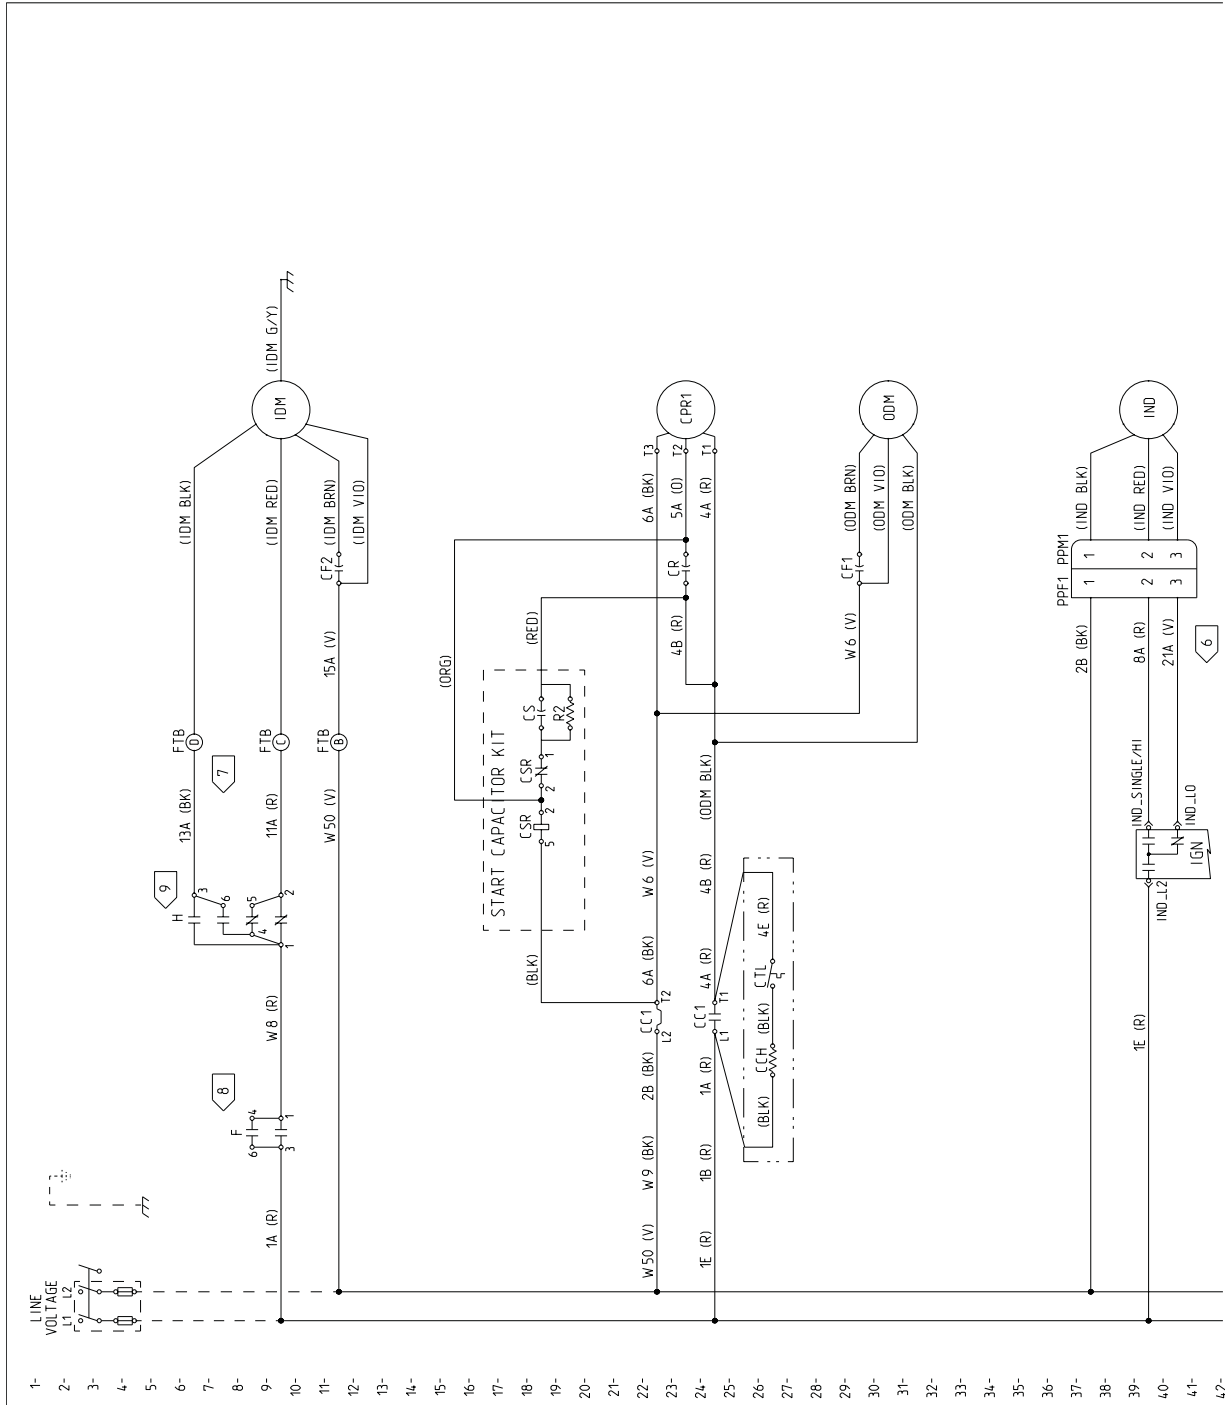 LINE
VOLTAGE
L1 L2
1A (R)
F
6 4
3 1
8
W8 (R)
H
9
3
6
5
4
2
1
13A (BK)
7
FTB
D
(IDM BLK)
11A (R)
FTB
C
(IDM RED)
W50 (V)
FTB
B
15A (V)
CF2
(IDM BRN)
(IDM VIO)
IDM
(IDM G/Y)
(ORG)
START CAPACITOR KIT
(BLK)
CSR
5 2
CSR
2 1
CS
R2
(RED)
W50 (V)
W9 (BK)
2B (BK)
CC1
L2 T2
6A (BK)
W6 (V)
6A (BK)
T3
4B (R)
CR
5A (O)
T2
CPR1
1E (R)
1B (R)
1A (R)
CC1
L1 T1
4A (R)
4B (R)
(ODM BLK)
4A (R)
T1
(BLK)
CCH
(BLK)
CTL
4E (R)
W6 (V)
CF1
(ODM BRN)
(ODM VIO)
(ODM BLK)
ODM
2B (BK)
PPF1 PPM1
1 1
(IND BLK)
1E (R)
IND_L2
IGN
IND_SINGLE/HI
IND_LO
8A (R)
2 2
(IND RED)
21A (V)
3 3
(IND VIO)
6
IND
1-
2-
3-
4-
5-
6-
7-
8-
9-
10-
11-
12-
13-
14-
15-
16-
17-
18-
19-
20-
21-
22-
23-
24-
25-
26-
27-
28-
29-
30-
31-
32-
33-
34-
35-
36-
37-
38-
39-
40-
41-
42-